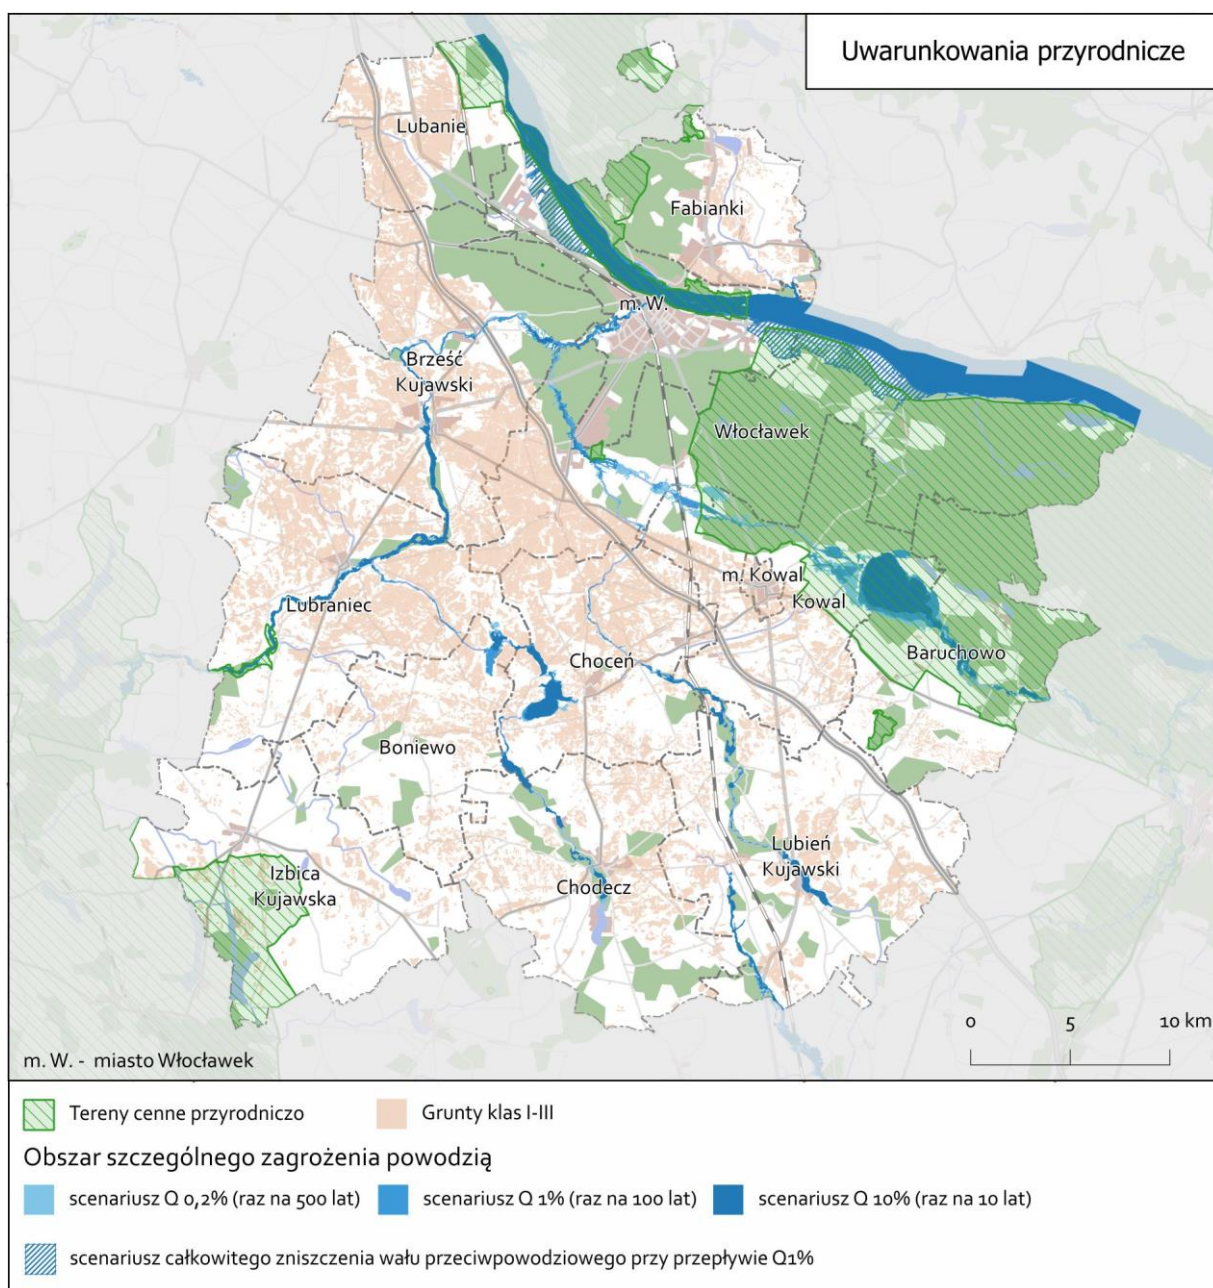 Uwarunkowania przyrodnicze
Lubanie
Fabianki
m. W.
Brześć
Kujawski
Włocławek
m. Kowal
Kowal
Lubraniec
Choceń
Baruchowo
Boniewo
Lubień
Kujawski
Izbica
Kujawska
Chodecz
0 5 10 km
m. W. - miasto Włocławek
Tereny cenne przyrodniczo
Grunty klas I-III
Obszar szczególnego zagrożenia powodzią
scenariusz Q 0,2% (raz na 500 lat)
scenariusz Q 1% (raz na 100 lat)
scenariusz Q 10% (raz na 10 lat)
scenariusz całkowitego zniszczenia wału przeciwpowodziowego przy przepływie Q1%